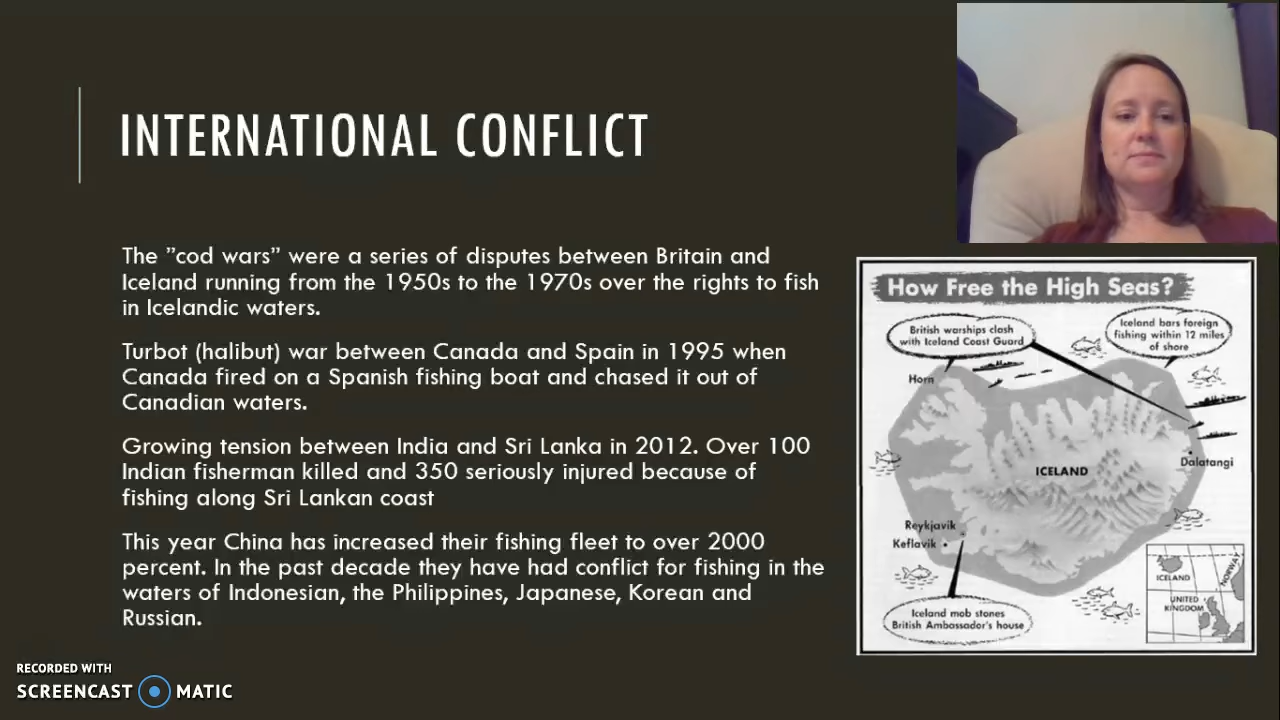 INTERNATIONAL CONFLICT
The ”cod wars” were a series of disputes between Britain and
Iceland running from the 1950s to the 1970s over the rights to fish
in Icelandic waters.
Turbot (halibut) war between Canada and Spain in 1995 when
Canada fired on a Spanish fishing boat and chased it out of
Canadian waters.
Growing tension between India and Sri Lanka in 2012. Over 100
Indian fisherman killed and 350 seriously injured because of
fishing along Sri Lankan coast
This year China has increased their fishing fleet to over 2000
percent. In the past decade they have had conflict for fishing in the
waters of Indonesian, the Philippines, Japanese, Korean and
Russian.
How Free the High Seas?
British warships clash
with Iceland Coast Guard
Iceland bars foreign
fishing within 12 miles
of shore
Horn
ICELAND
Dalatangi
Reykjavik
Keflavik
Iceland mob stones
British Ambassador's house
ICELAND
NORWAY
UNITED
KINGDOM
RECORDED WITH
SCREENCAST MATIC